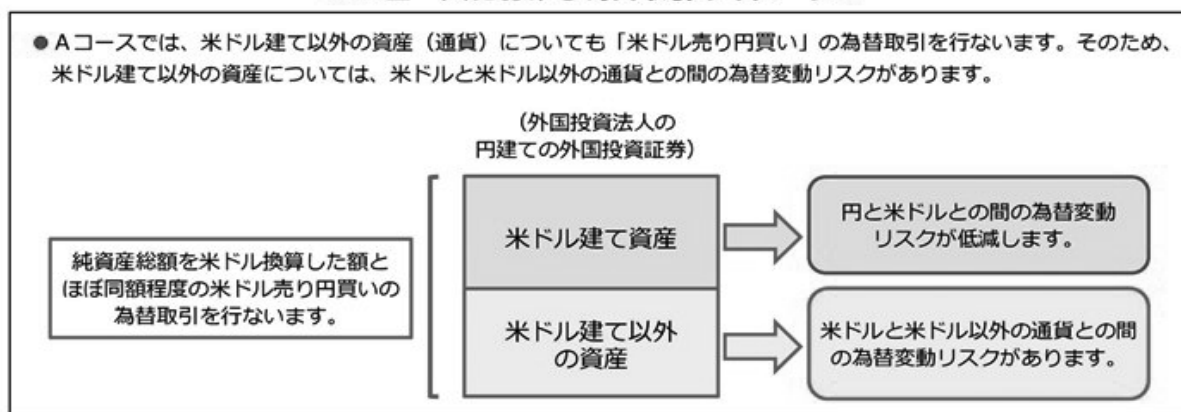 ● Aコースでは、米ドル建て以外の資産（通貨）についても「米ドル売り円買い」の為替取引を行ないます。そのため、
米ドル建て以外の資産については、米ドルと米ドル以外の通貨との間の為替変動リスクがあります。
（外国投資法人の
円建ての外国投資証券）
純資産総額を米ドル換算した額と
ほぼ同額程度の米ドル売り円買いの
為替取引を行ないます。
米ドル建て資産
円と米ドルとの間の為替変動
リスクが低減します。
米ドル建て以外
の資産
米ドルと米ドル以外の通貨との間
の為替変動リスクがあります。